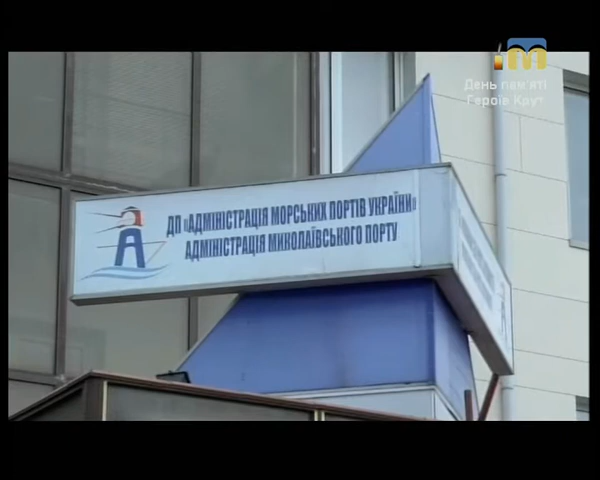 День пам'яті
Героїв Крут
ДП «АДМІНІСТРАЦІЯ МОРСЬКИХ ПОРТІВ УКРАЇНИ»
АДМІНІСТРАЦІЯ МИКОЛАЇВСЬКОГО ПОРТУ